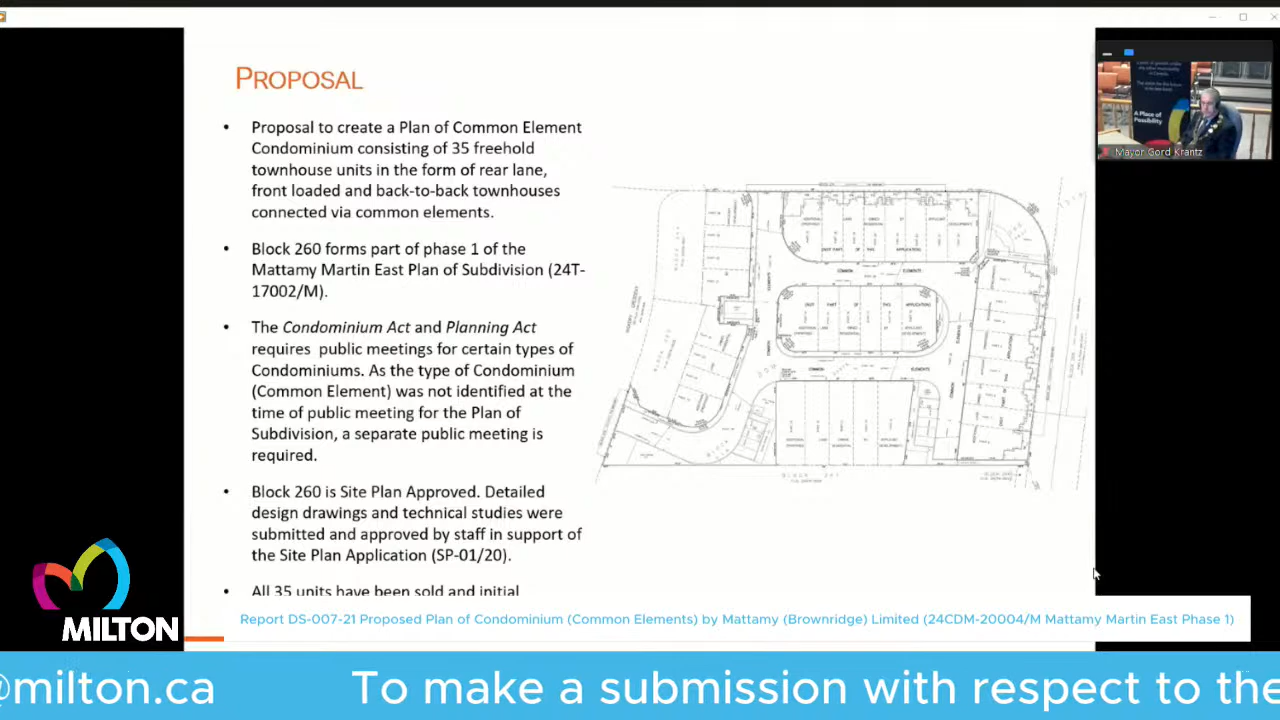 PROPOSAL
• Proposal to create a Plan of Common Element
Condominium consisting of 35 freehold
townhouse units in the form of rear lane,
front loaded and back-to-back townhouses
connected via common elements.
• Block 260 forms part of phase 1 of the
Mattamy Martin East Plan of Subdivision (24T-
17002/M).
• The Condominium Act and Planning Act
requires public meetings for certain types of
Condominiums. As the type of Condominium
(Common Element) was not identified at the
time of public meeting for the Plan of
Subdivision, a separate public meeting is
required.
• Block 260 is Site Plan Approved. Detailed
design drawings and technical studies were
submitted and approved by staff in support of
the Site Plan Application (SP-01/20).
• All 35 units have been sold and initial
A Place of
Possibility
Mayor Gord Krantz
COMMON ELEMENTS
COMMON ELEMENTS
MILTON
Report DS-007-21 Proposed Plan of Condominium (Common Elements) by Mattamy (Brownridge) Limited (24CDM-20004/M Mattamy Martin East Phase 1)
@milton.ca To make a submission with respect to the